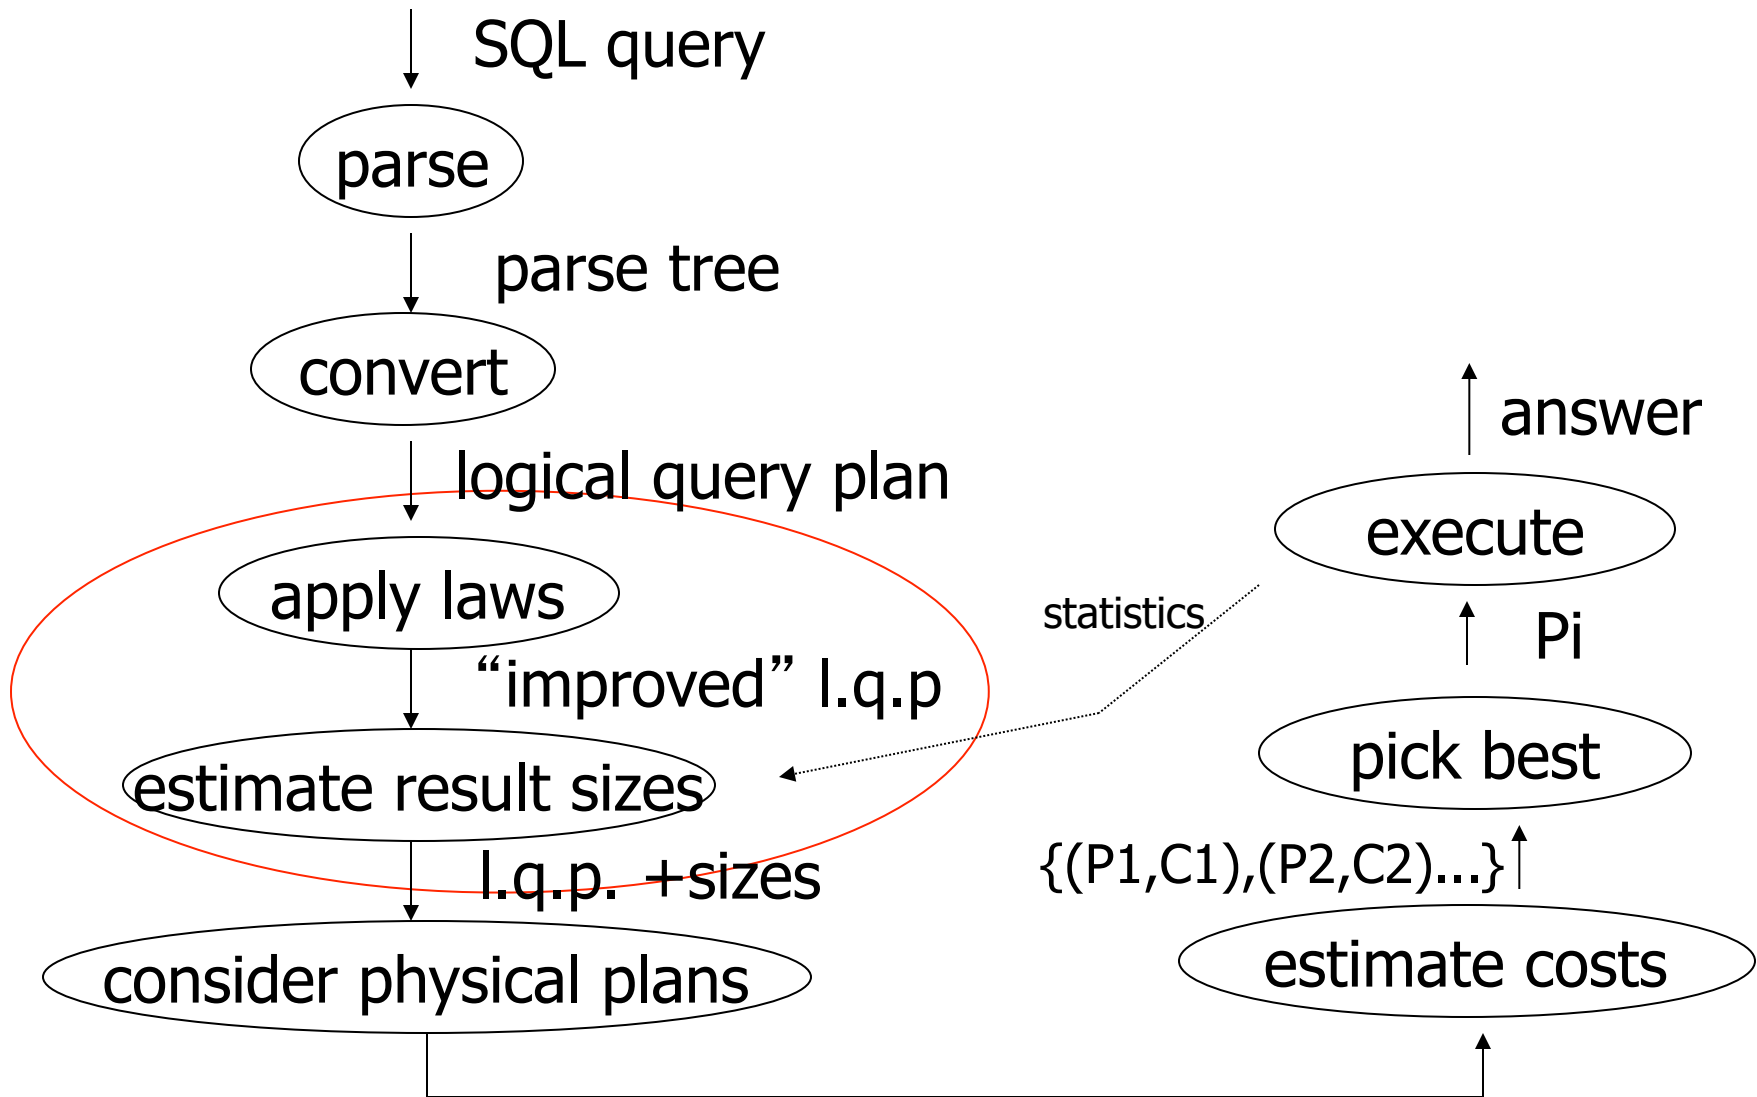 SQL query
parse
parse tree
convert
logical query plan
apply laws
“improved” l.q.p
estimate result sizes
l.q.p. +sizes
consider physical plans
statistics
answer
execute
Pi
pick best
{(P1,C1),(P2,C2)...}
estimate costs